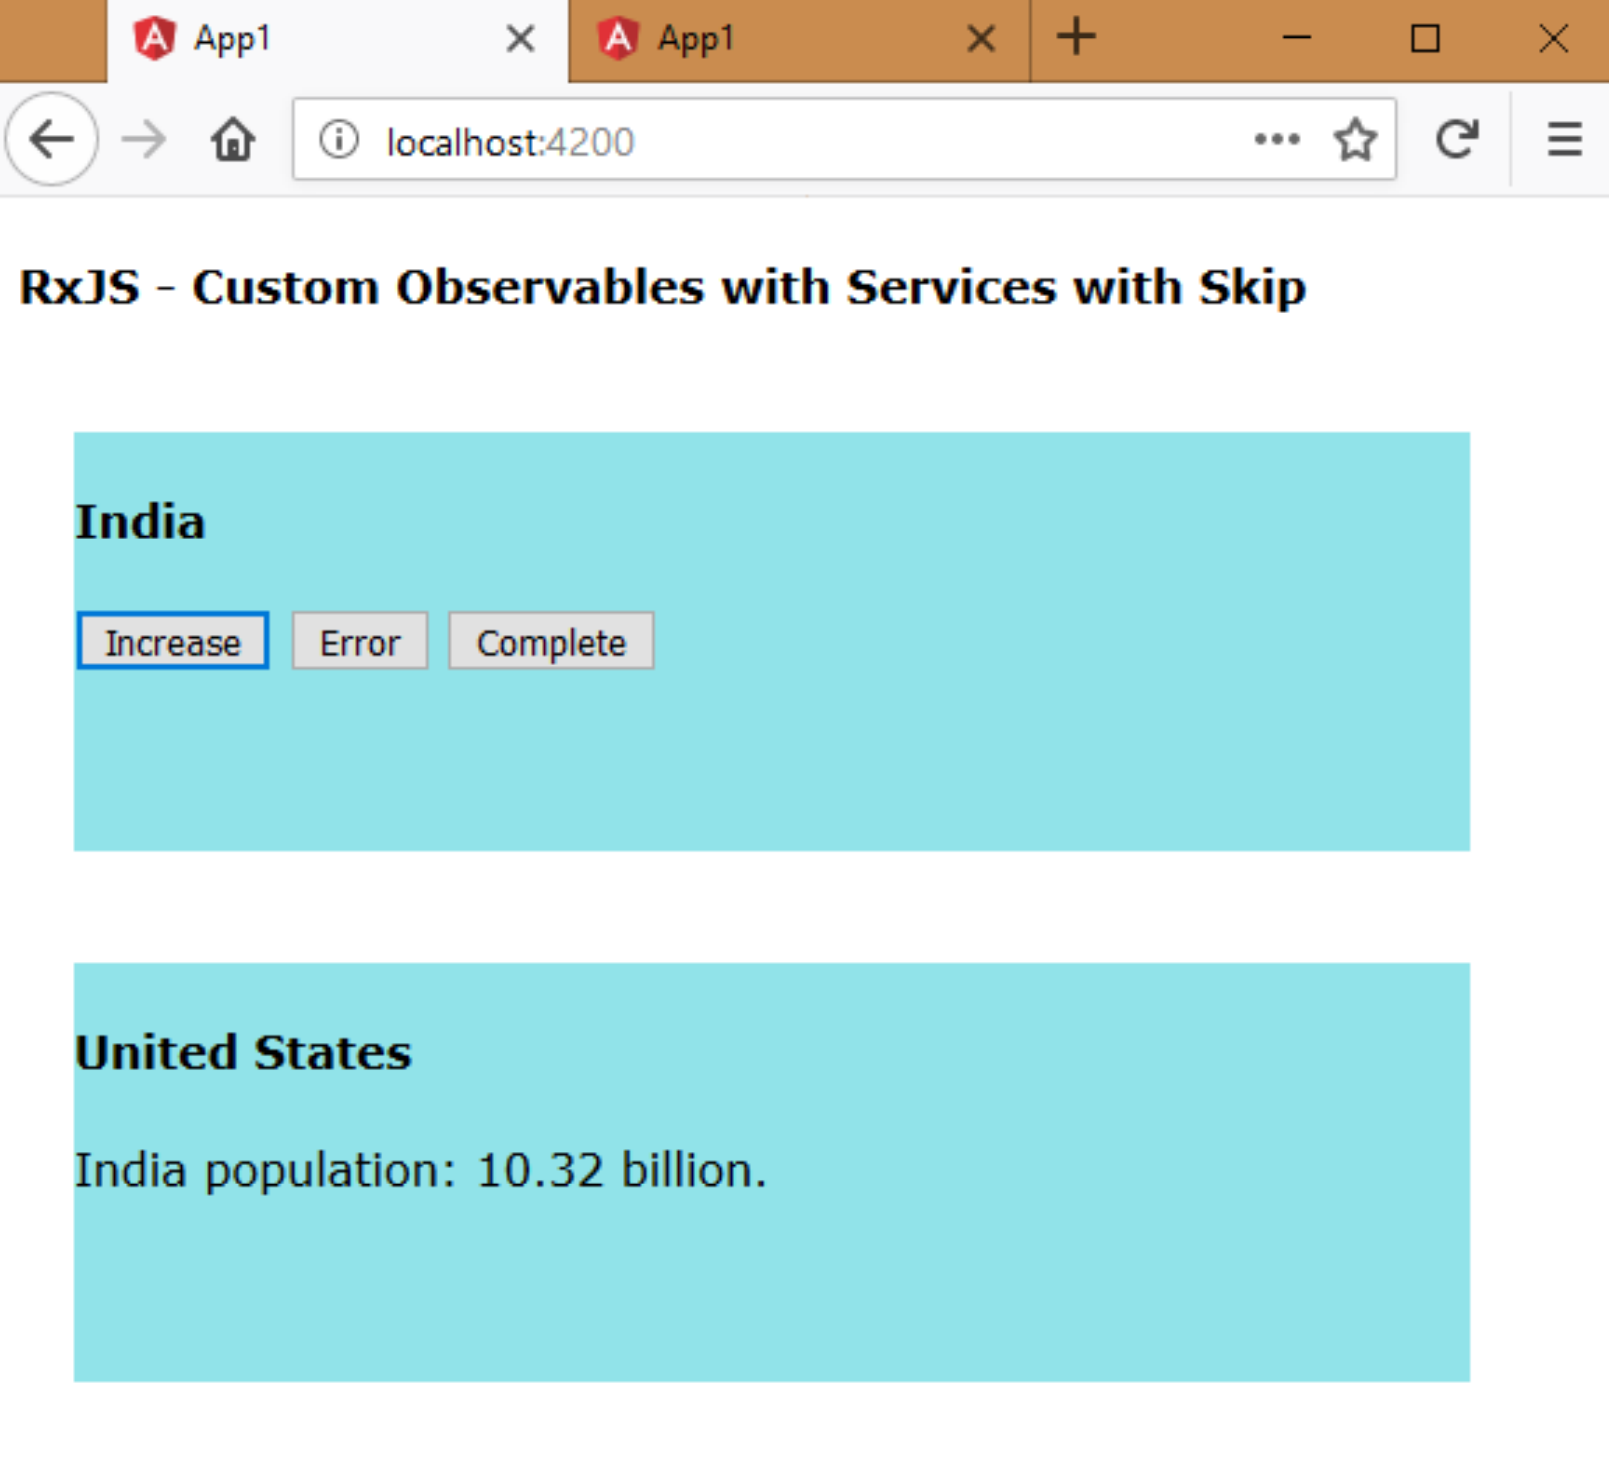 App1
App1
localhost:4200
RxJS - Custom Observables with Services with Skip
India
Increase Error Complete
United States
India population: 10.32 billion.